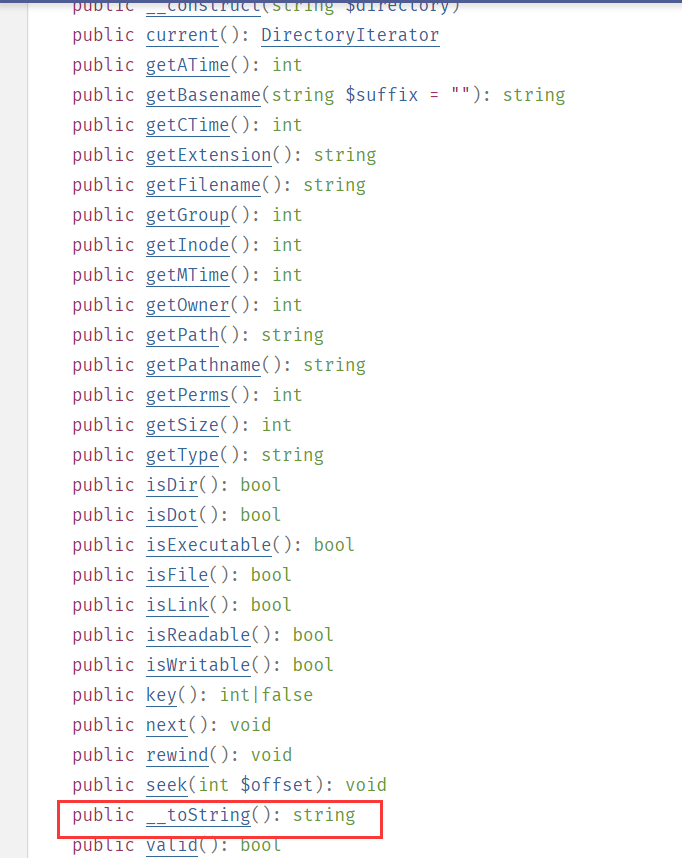 public __construct(string $directory)
public current(): DirectoryIterator
public getATime(): int
public getBasename(string $suffix = ""): string
public getCTime(): int
public getExtension(): string
public getFilename(): string
public getGroup(): int
public getInode(): int
public getMTime(): int
public getOwner(): int
public getPath(): string
public getPathname(): string
public getPerms(): int
public getSize(): int
public getType(): string
public isDir(): bool
public isDot(): bool
public isExecutable(): bool
public isFile(): bool
public isLink(): bool
public isReadable(): bool
public isWritable(): bool
public key(): int|false
public next(): void
public rewind(): void
public seek(int $offset): void
public __toString(): string
public valid(): bool